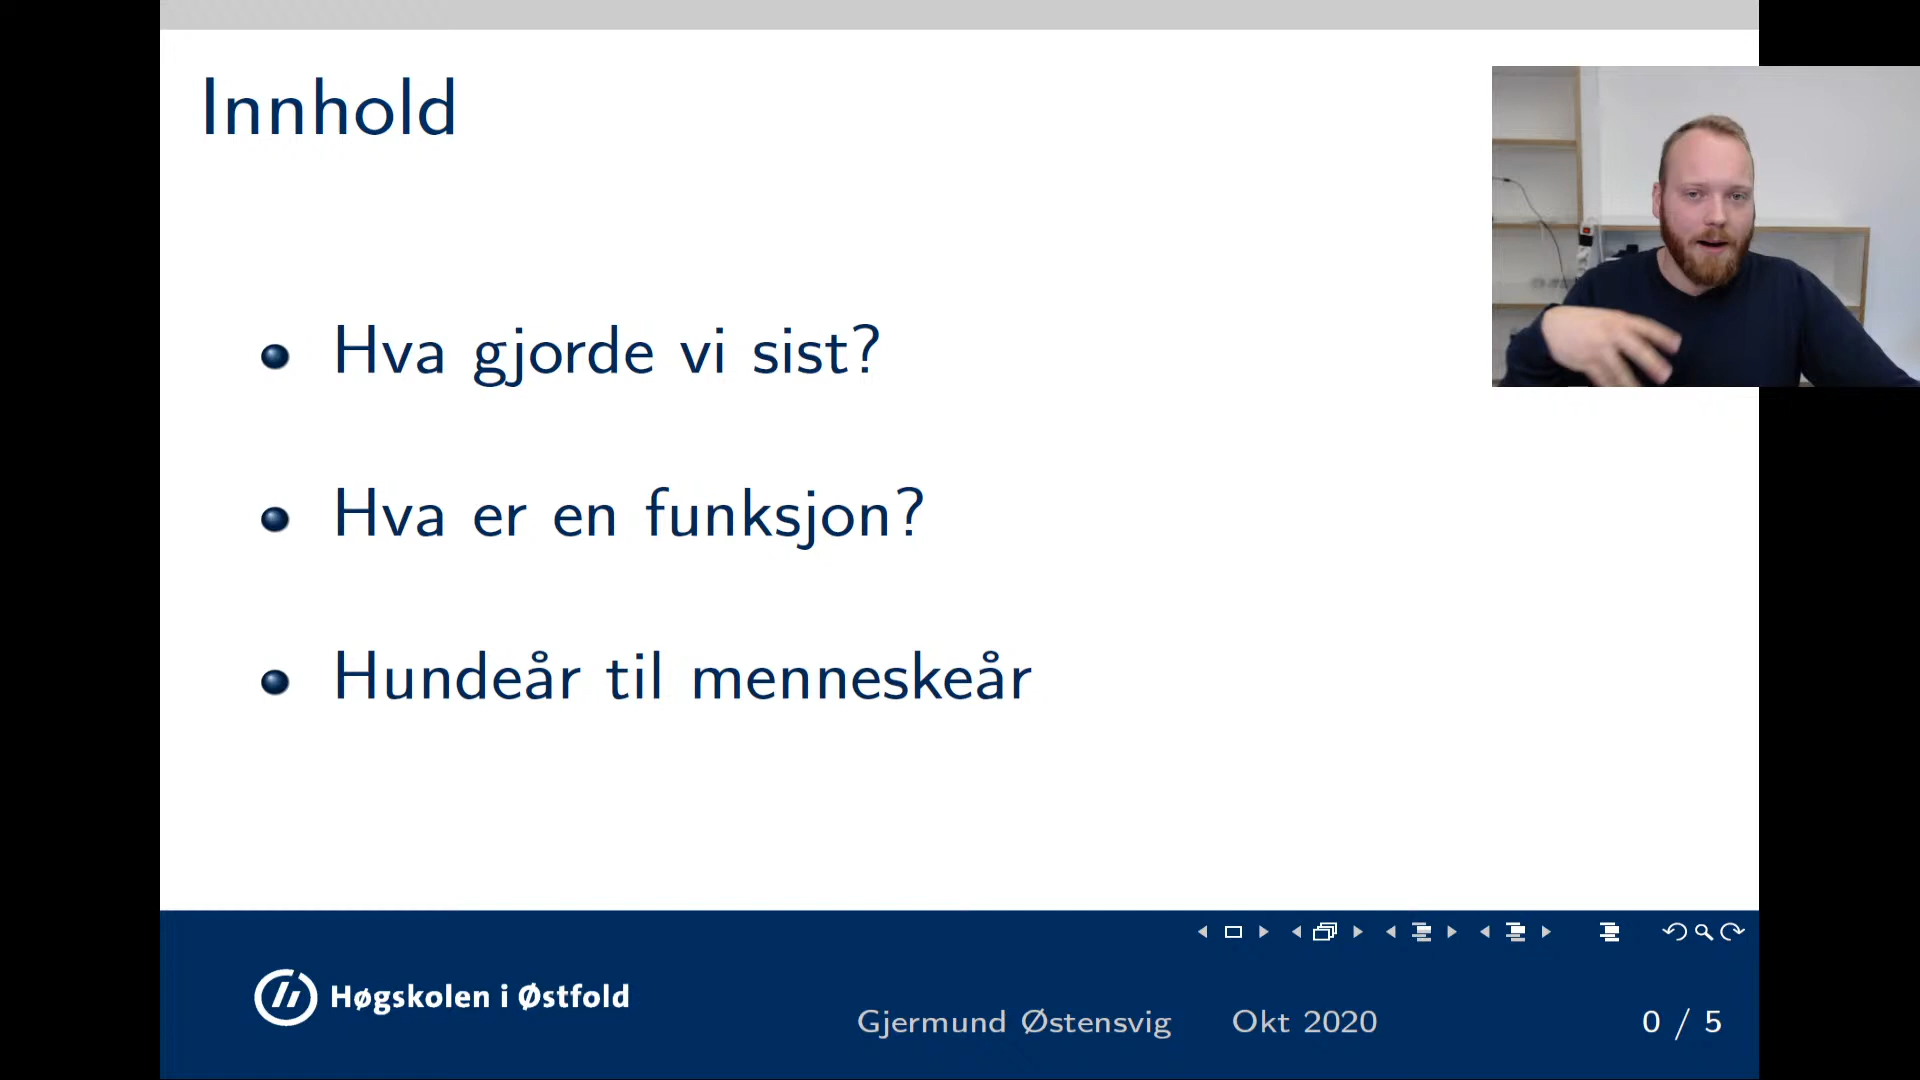 Innhold
Hva gjorde vi sist?
Hva er en funksjon?
Hundeår til menneskeår
Høgskolen i Østfold
Gjermund Østensvig Okt 2020 0 / 5